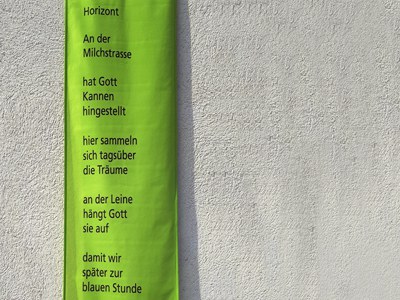 Horizont
An der
Milchstrasse
hat Gott
Kannen
hingestellt
hier sammeln
sich tagsüber
die Träume
an der Leine
hängt Gott
sie auf
damit wir
später zur
blauen Stunde